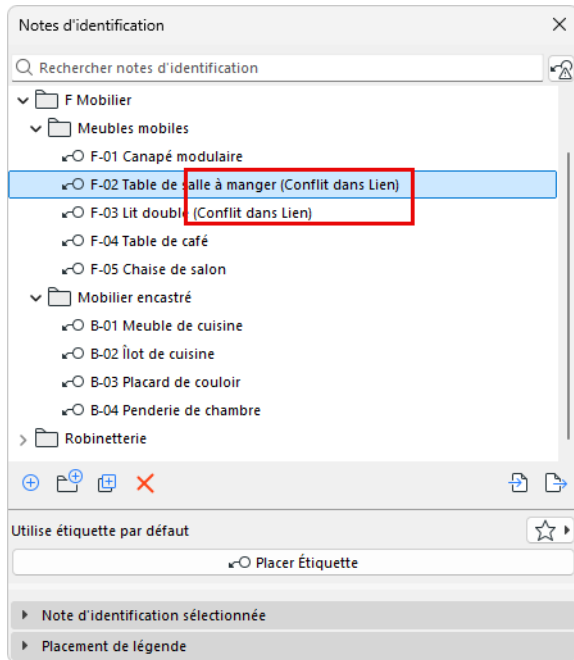 Notes d'identification
Rechercher notes d'identification
F Mobilier
Meubles mobiles
F-01 Canapé modulaire
F-02 Table de salle à manger (Conflit dans Lien)
F-03 Lit double (Conflit dans Lien)
F-04 Table de café
F-05 Chaise de salon
Mobilier encastré
B-01 Meuble de cuisine
B-02 Îlot de cuisine
B-03 Placard de couloir
B-04 Penderie de chambre
Robinetterie
Utilise étiquette par défaut
Placer Étiquette
Note d'identification sélectionnée
Placement de légende